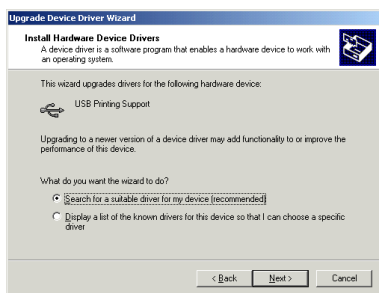 Upgrade Device Driver Wizard
Install Hardware Device Drivers
A device driver is a software program that enables a hardware device to work with
an operating system.
This wizard upgrades drivers for the following hardware device:
USB Printing Support
Upgrading to a newer version of a device driver may add functionality to or improve the
performance of this device.
What do you want the wizard to do?
Search for a suitable driver for my device (recommended)
Display a list of the known drivers for this device so that I can choose a specific
driver
< Back Next > Cancel